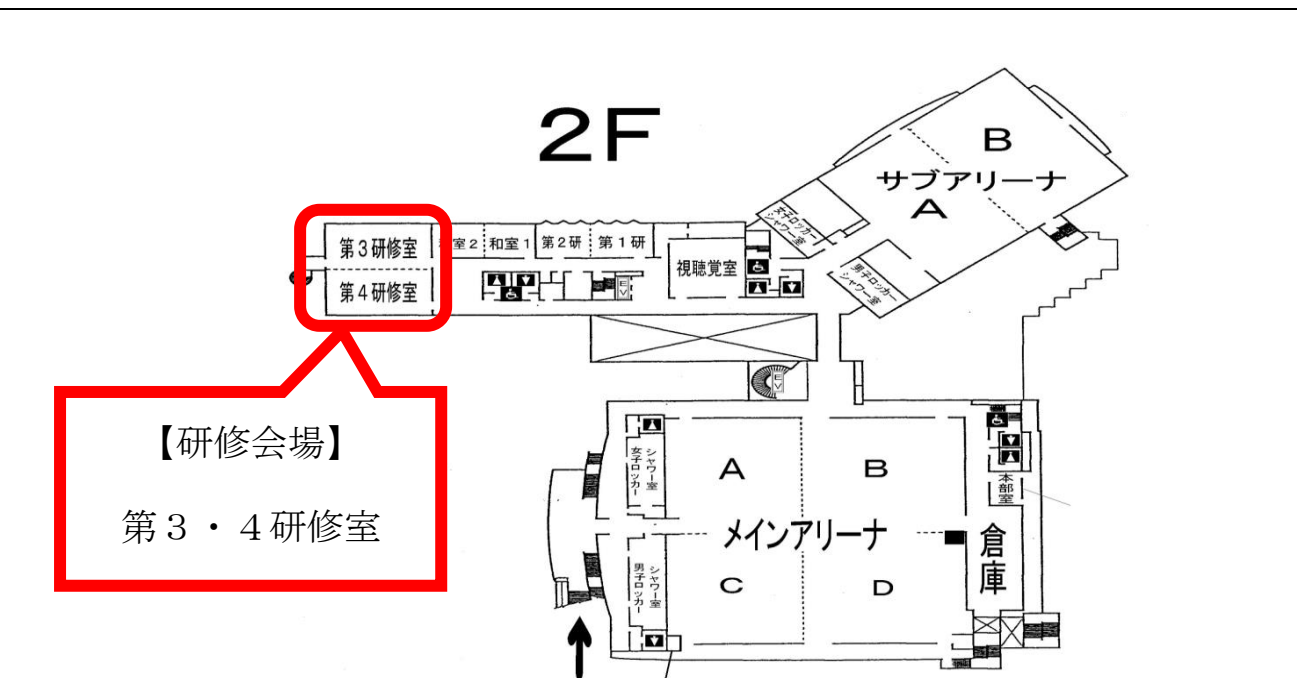 2F
B
サブアリーナ
A
女子ロッカー
シャワー室
男子ロッカー
シャワー室
第3研修室
室2
和室1
第2研
第1研
視聴覚室
第4研修室
EV
【研修会場】
第3・4研修室
EV
シャワー室
女子ロッカー
A
B
本部室
メインアリーナ
倉庫
シャワー室
男子ロッカー
C
D